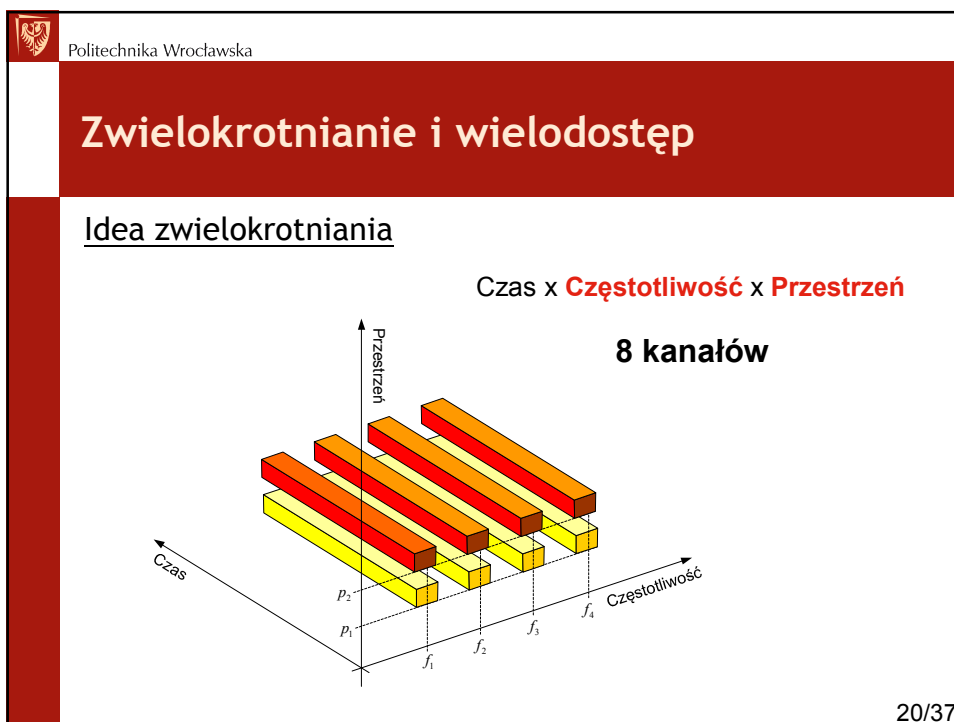 Politechnika Wrocławska
Zwielokrotnianie i wielodostęp
Idea zwielokrotniania
Czas x Częstotliwość x Przestrzeń
8 kanałów
Przestrzeń
Czas
Częstotliwość
p₂
p₁
f₁
f₂
f₃
f₄
20/37